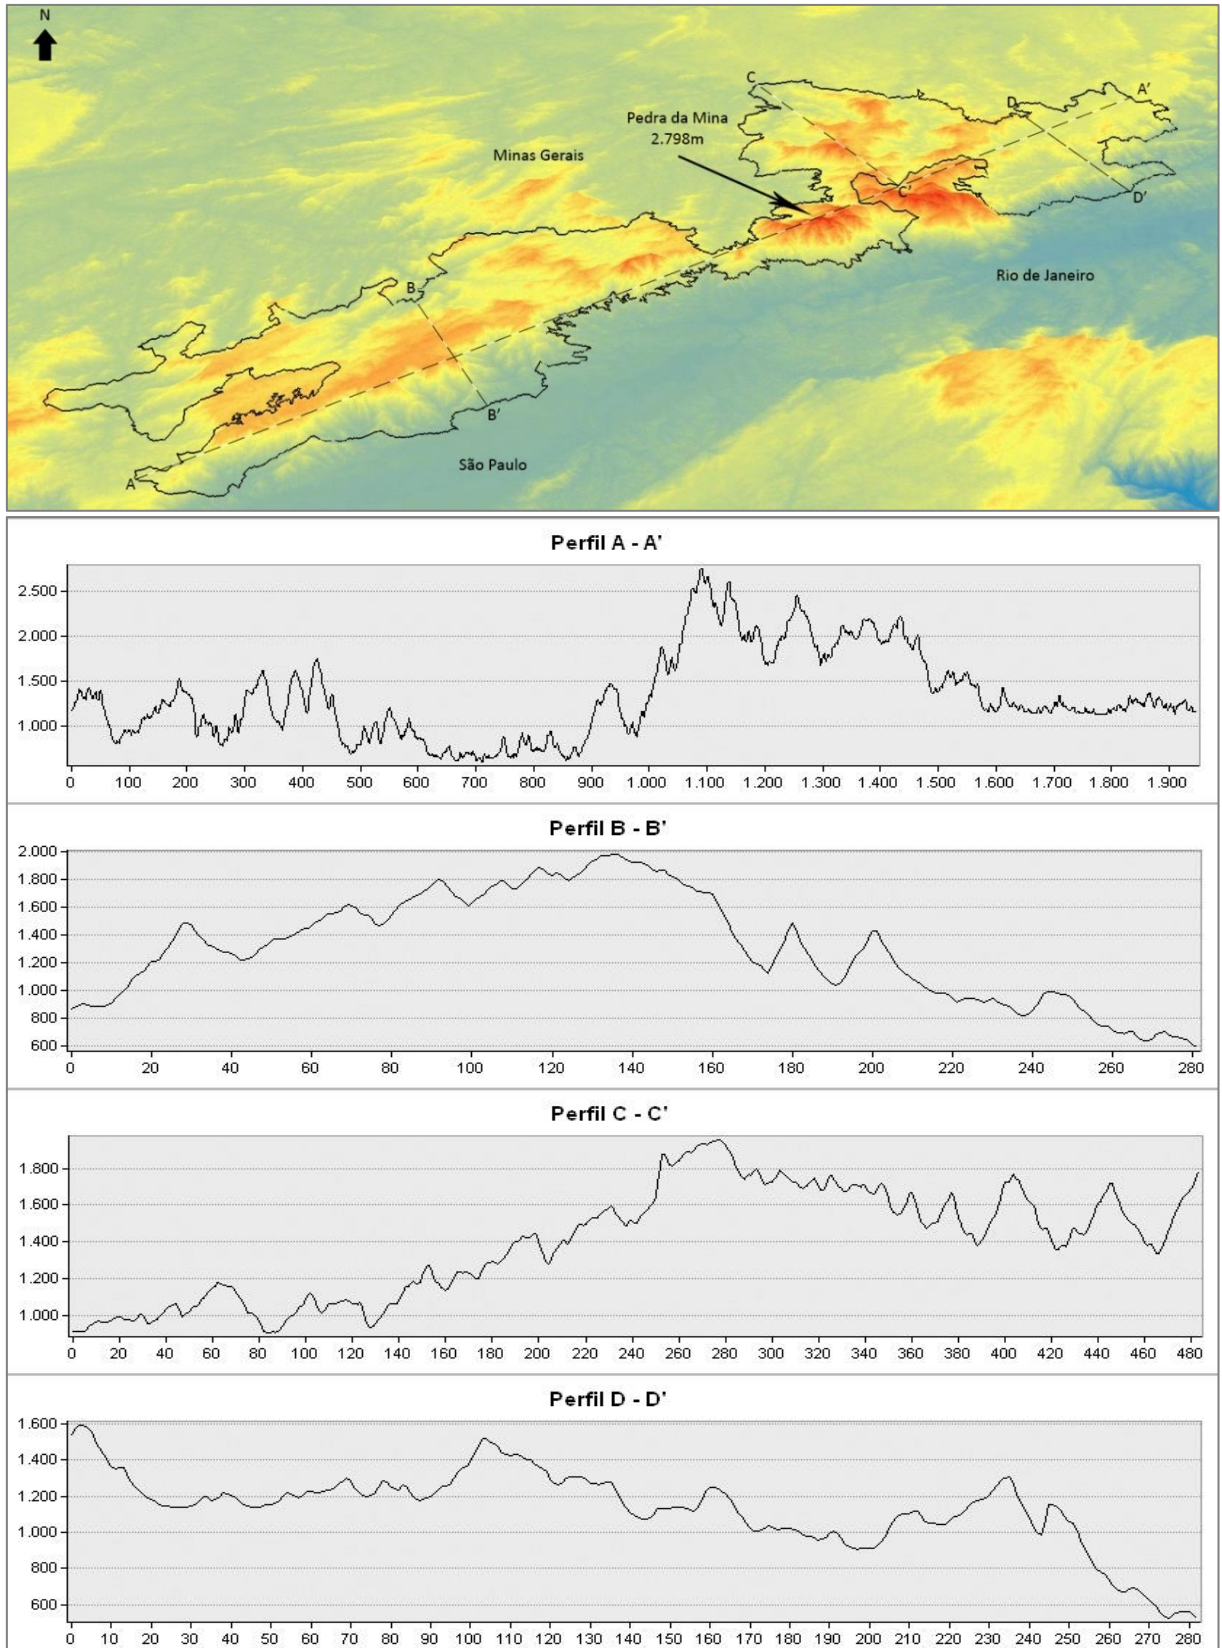 N
C
A'
D
Pedra da Mina
2.798m
Minas Gerais
C'
D'
Rio de Janeiro
B
B'
São Paulo
A
Perfil A - A'
2.500
2.000
1.500
1.000
0 100 200 300 400 500 600 700 800 900 1.000 1.100 1.200 1.300 1.400 1.500 1.600 1.700 1.800 1.900
Perfil B - B'
2.000
1.800
1.600
1.400
1.200
1.000
800
600
0 20 40 60 80 100 120 140 160 180 200 220 240 260 280
Perfil C - C'
1.800
1.600
1.400
1.200
1.000
0 20 40 60 80 100 120 140 160 180 200 220 240 260 280 300 320 340 360 380 400 420 440 460 480
Perfil D - D'
1.600
1.400
1.200
1.000
800
600
0 10 20 30 40 50 60 70 80 90 100 110 120 130 140 150 160 170 180 190 200 210 220 230 240 250 260 270 280